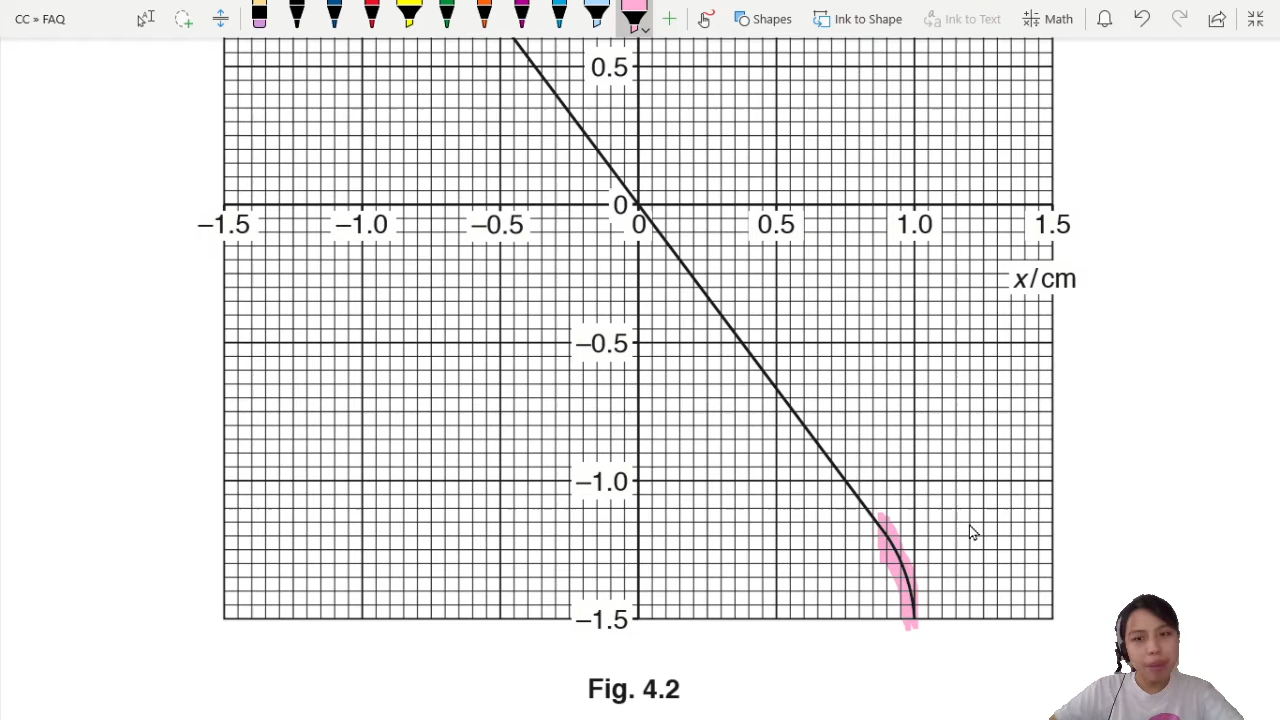 CC » FAQ
Shapes
Ink to Shape
Ink to Text
Math
0.5
0
−1.5
−1.0
−0.5
0
0.5
1.0
1.5
x/cm
−0.5
−1.0
−1.5
Fig. 4.2